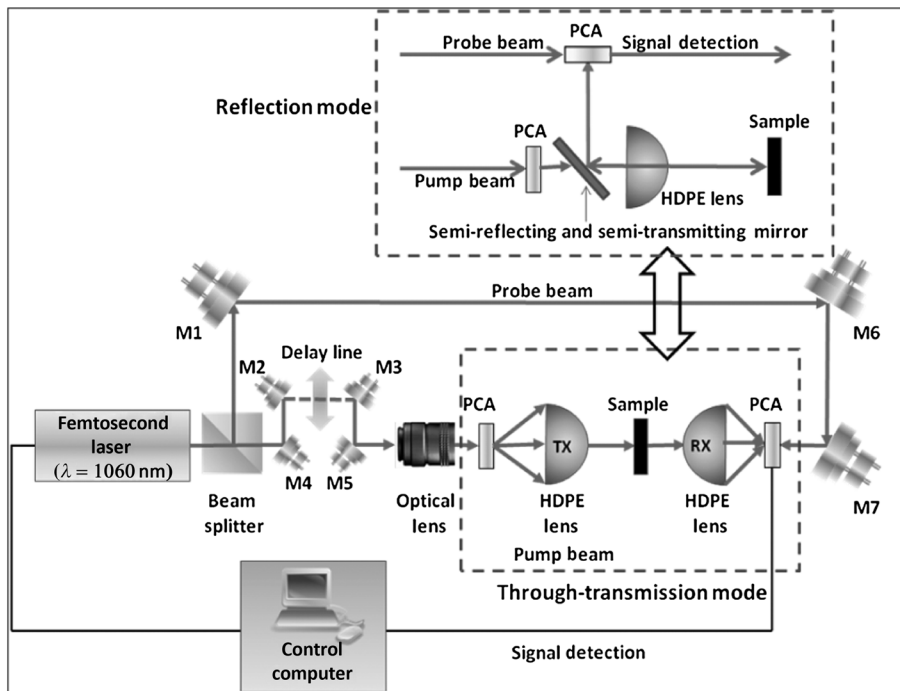 PCA
Probe beam
Signal detection
Reflection mode
PCA
Sample
Pump beam
HDPE lens
Semi-reflecting and semi-transmitting mirror
Probe beam
M1
M6
M2
Delay line
M3
PCA
Sample
PCA
Femtosecond
laser
(λ = 1060 nm)
TX
RX
M4
M5
Beam
splitter
Optical
lens
HDPE
lens
HDPE
lens
M7
Pump beam
Through-transmission mode
Control
computer
Signal detection